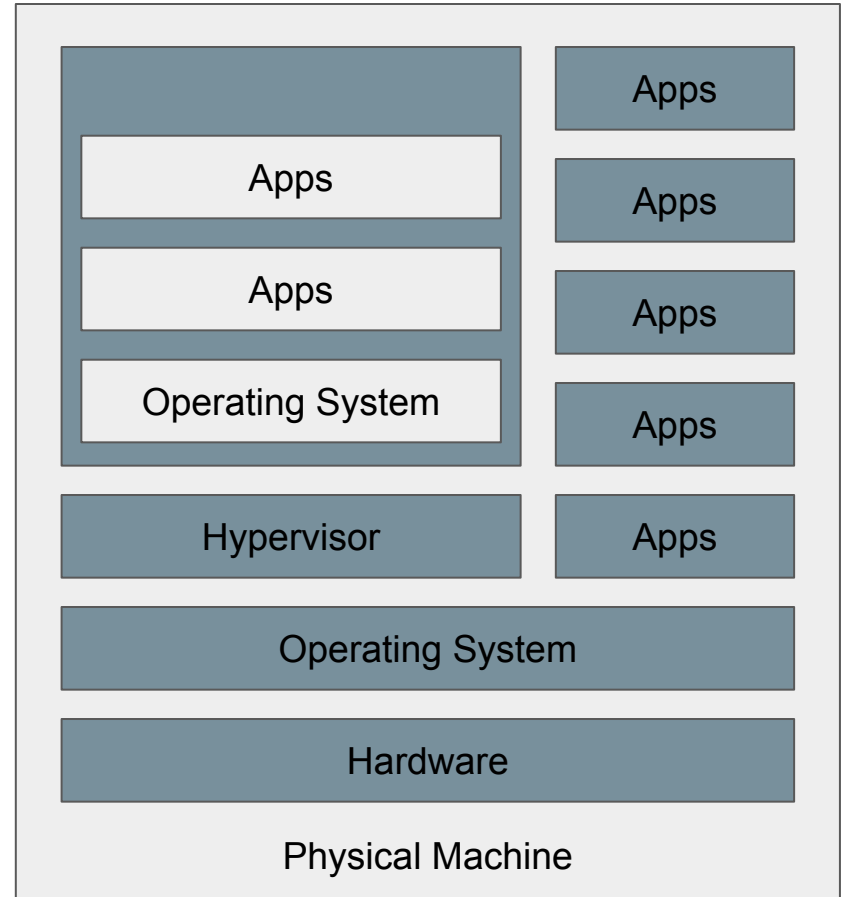 Apps
Apps
Operating System
Hypervisor
Apps
Apps
Apps
Apps
Apps
Operating System
Hardware
Physical Machine